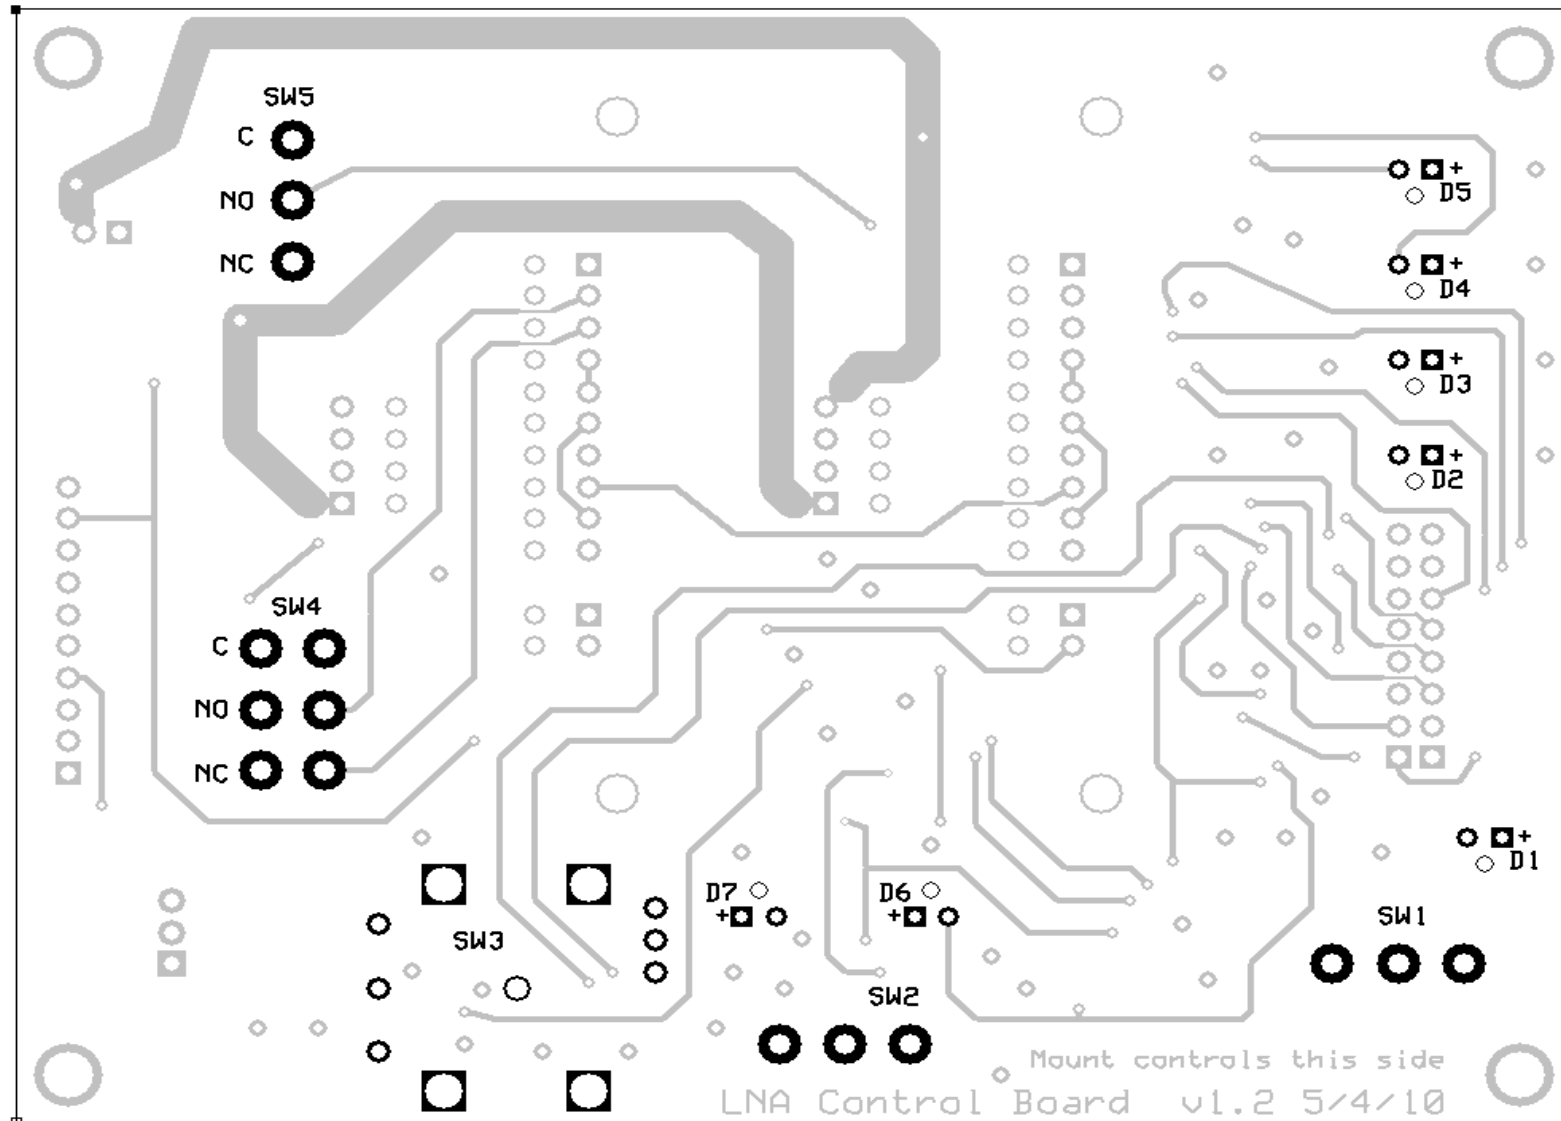 SW5
C
NO
NC
+
D5
+
D4
+
D3
+
D2
SW4
C
NO
NC
+
D1
D7
+
D6
+
SW1
SW3
SW2
Mount controls this side
LNA Control Board v1.2 5/4/10